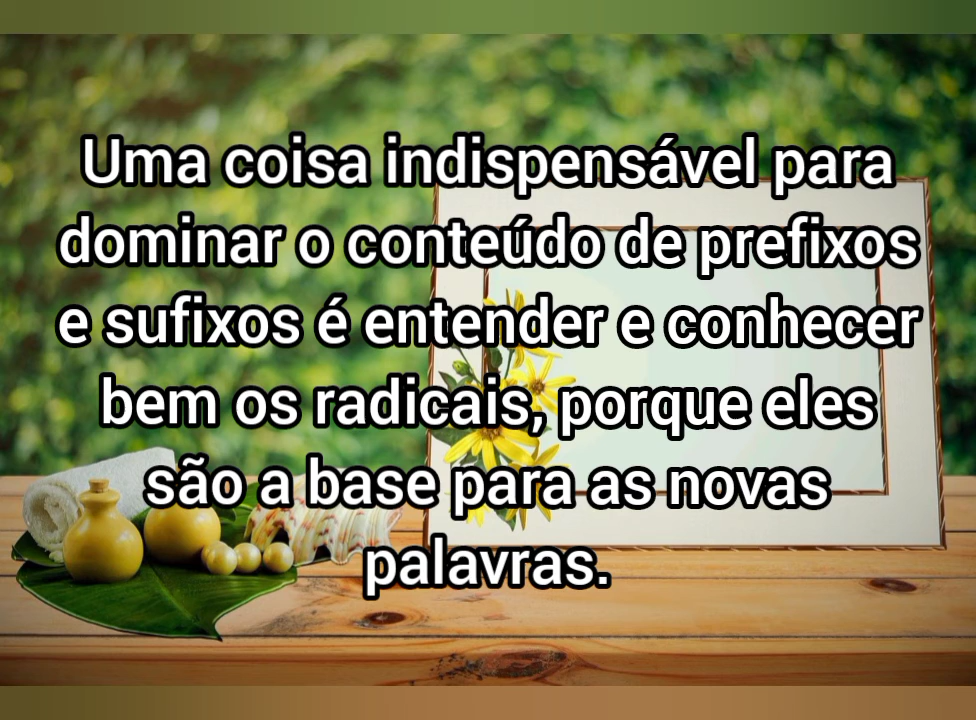 Uma coisa indispensável para
dominar o conteúdo de prefixos
e sufixos é entender e conhecer
bem os radicais, porque eles
são a base para as novas
palavras.